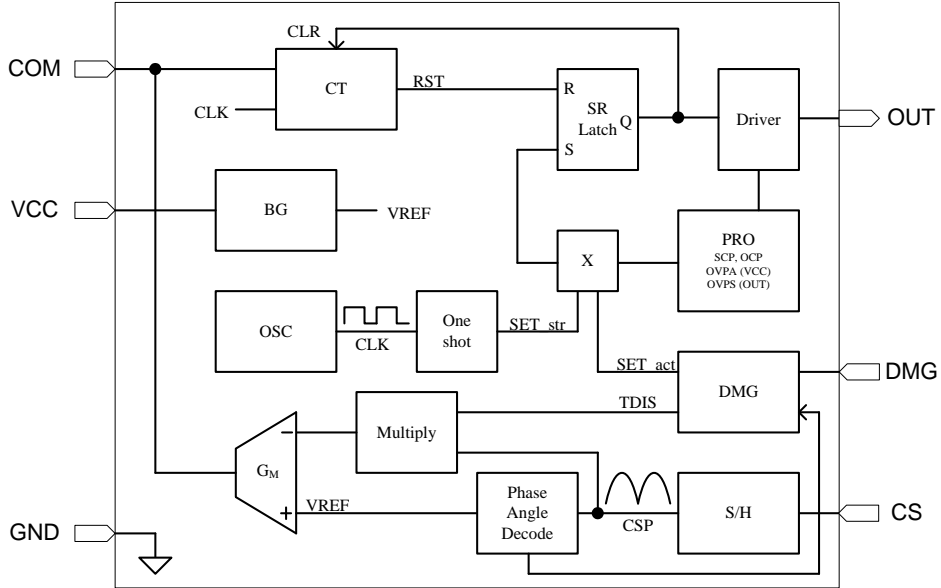 CLR
COM
CT
RST
CLK
R
SR
Latch
Q
S
Driver
OUT
VCC
BG
VREF
X
PRO
SCP, OCP
OVPA (VCC)
OVPS (OUT)
OSC
CLK
One
shot
SET_str
SET_act
DMG
DMG
TDIS
Multiply
−
GM
+
VREF
Phase
Angle
Decode
CSP
S/H
CS
GND